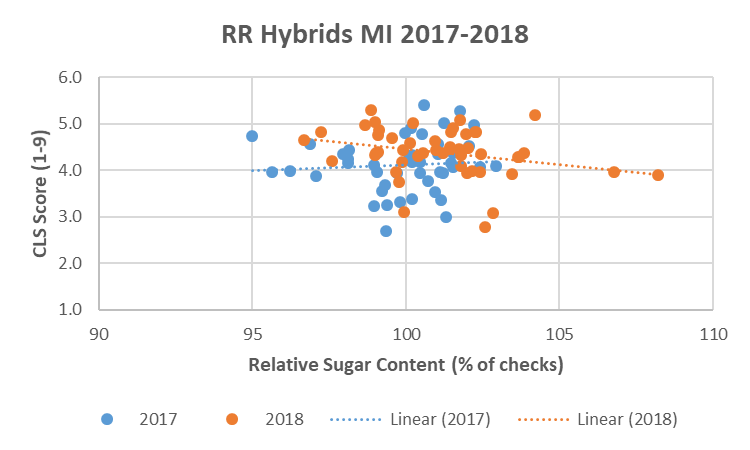 RR Hybrids MI 2017-2018
6.0
5.0
4.0
3.0
2.0
1.0
CLS Score (1-9)
90 95 100 105 110
Relative Sugar Content (% of checks)
2017 2018 Linear (2017) Linear (2018)